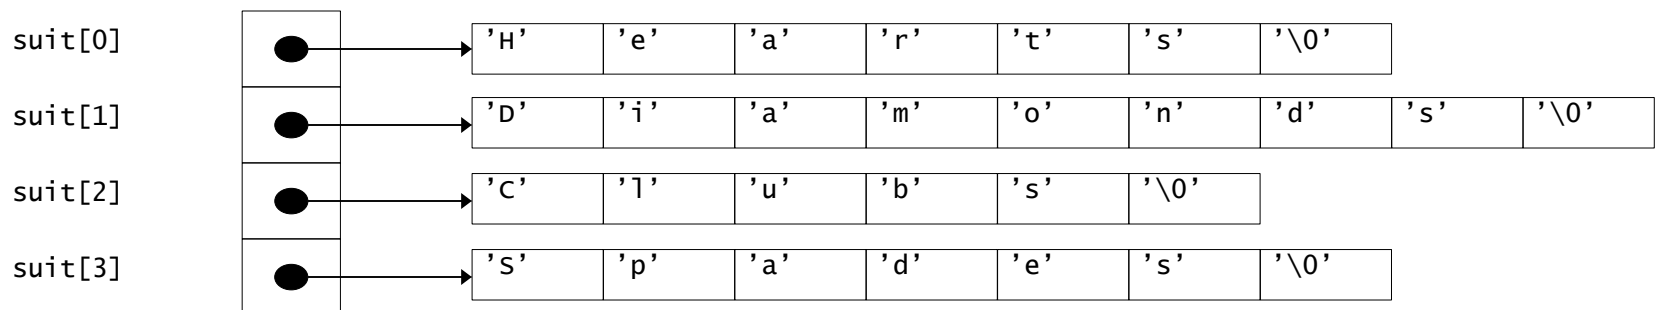 suit[0] ’H’ ’e’ ’a’ ’r’ ’t’ ’s’ ’\0’
suit[1] ’D’ ’i’ ’a’ ’m’ ’o’ ’n’ ’d’ ’s’ ’\0’
suit[2] ’C’ ’l’ ’u’ ’b’ ’s’ ’\0’
suit[3] ’S’ ’p’ ’a’ ’d’ ’e’ ’s’ ’\0’